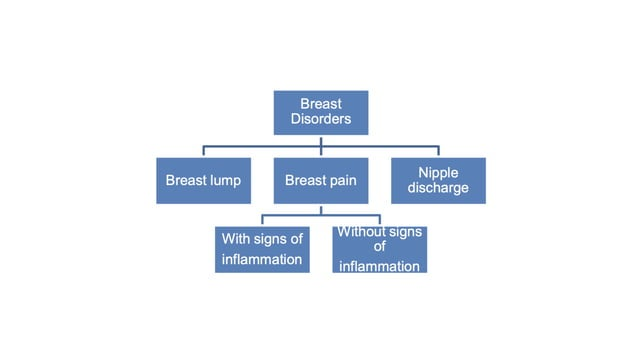 Breast
Disorders
Breast lump
Breast pain
Nipple
discharge
With signs of
inflammation
Without signs
of
inflammation